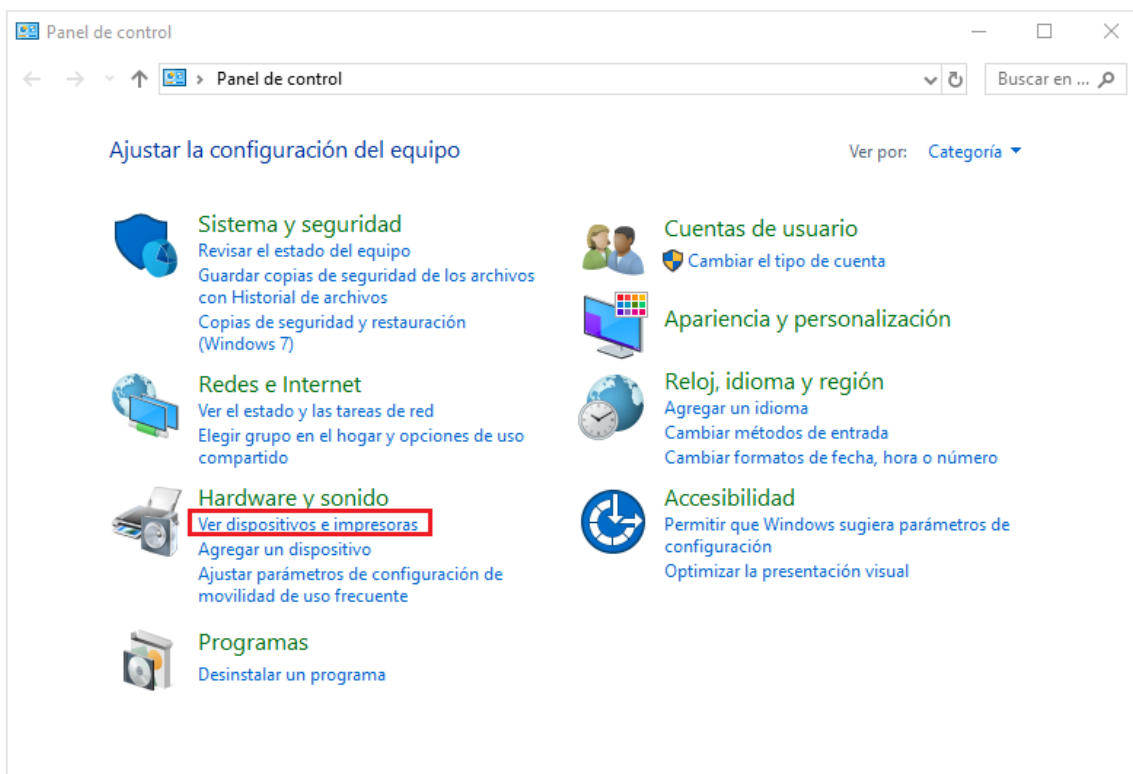 Panel de control
Panel de control
Buscar en ...
Ajustar la configuración del equipo
Ver por: Categoría
Sistema y seguridad
Revisar el estado del equipo
Guardar copias de seguridad de los archivos
con Historial de archivos
Copias de seguridad y restauración
(Windows 7)
Redes e Internet
Ver el estado y las tareas de red
Elegir grupo en el hogar y opciones de uso
compartido
Hardware y sonido
Ver dispositivos e impresoras
Agregar un dispositivo
Ajustar parámetros de configuración de
movilidad de uso frecuente
Programas
Desinstalar un programa
Cuentas de usuario
Cambiar el tipo de cuenta
Apariencia y personalización
Reloj, idioma y región
Agregar un idioma
Cambiar métodos de entrada
Cambiar formatos de fecha, hora o número
Accesibilidad
Permitir que Windows sugiera parámetros de
configuración
Optimizar la presentación visual